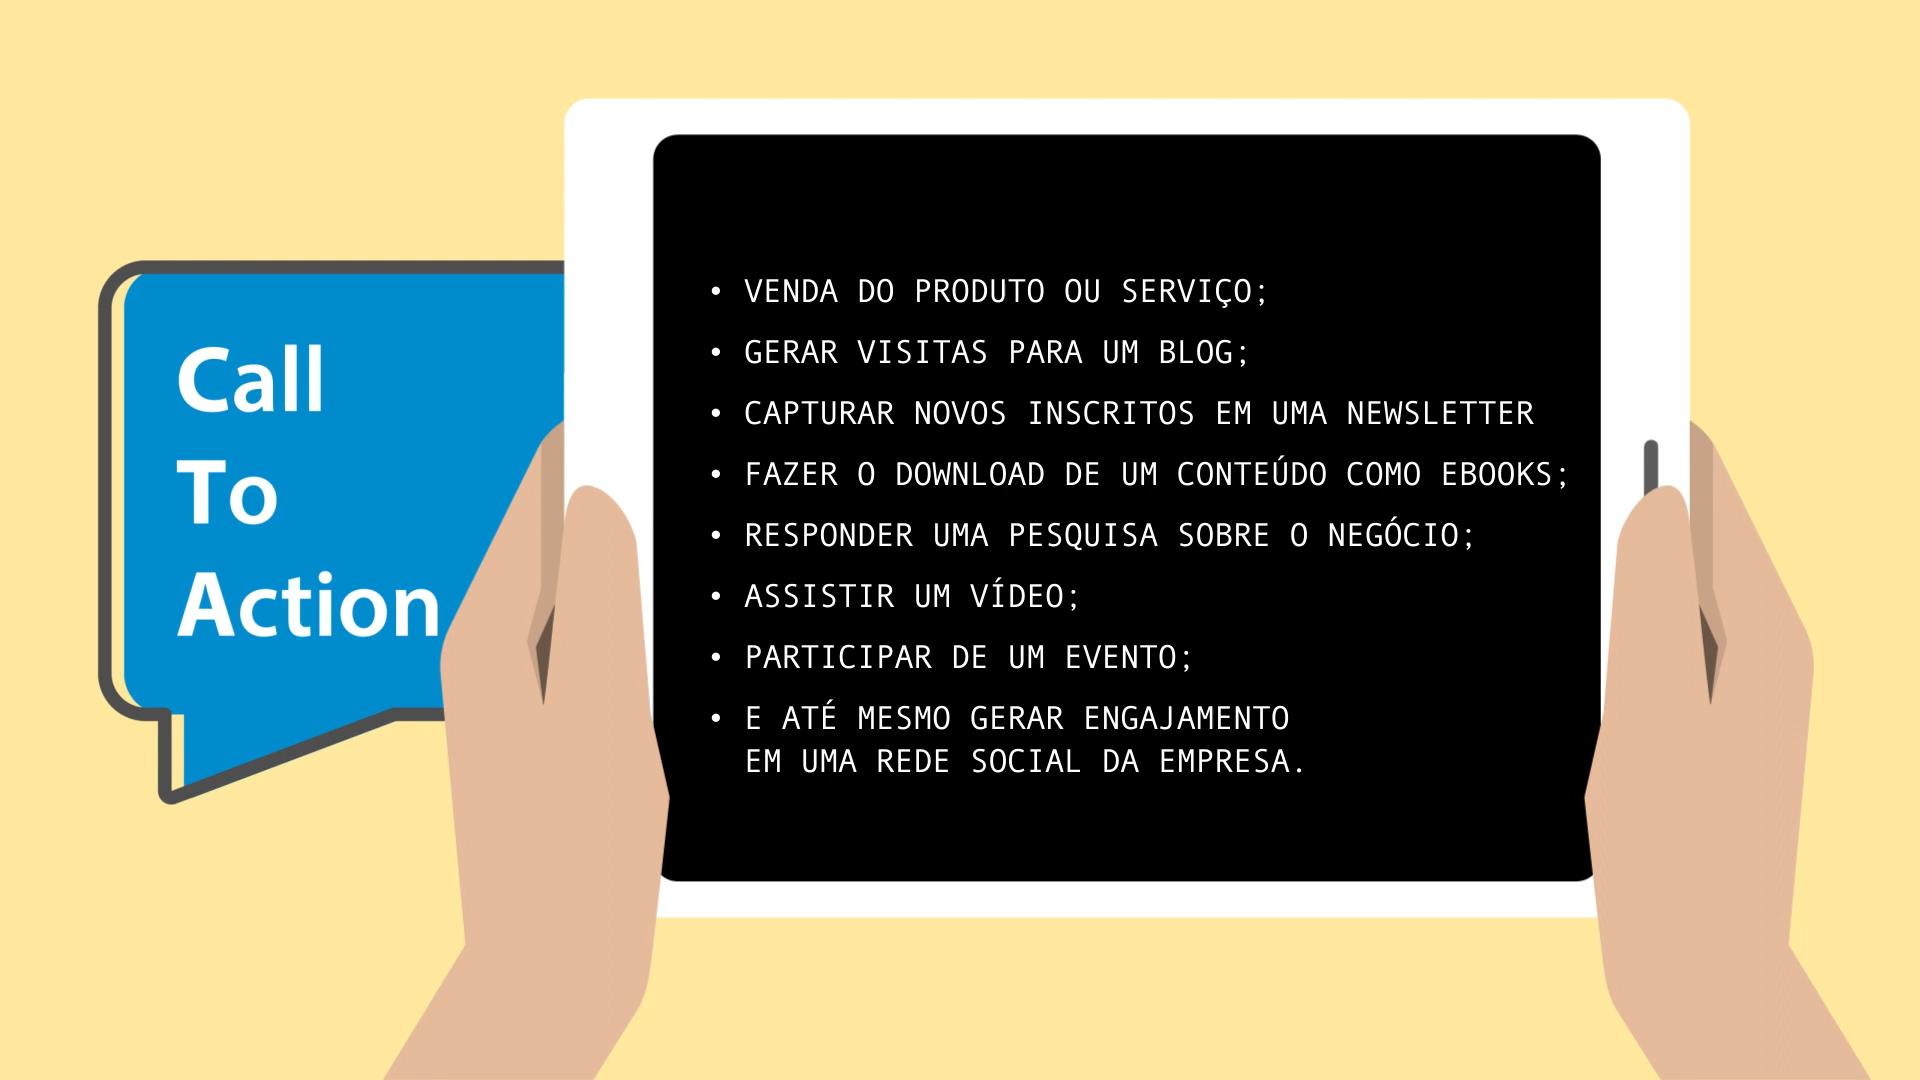 Call
To
Action
• VENDA DO PRODUTO OU SERVIÇO;
• GERAR VISITAS PARA UM BLOG;
• CAPTURAR NOVOS INSCRITOS EM UMA NEWSLETTER
• FAZER O DOWNLOAD DE UM CONTEÚDO COMO EBOOKS;
• RESPONDER UMA PESQUISA SOBRE O NEGÓCIO;
• ASSISTIR UM VÍDEO;
• PARTICIPAR DE UM EVENTO;
• E ATÉ MESMO GERAR ENGAJAMENTO
EM UMA REDE SOCIAL DA EMPRESA.